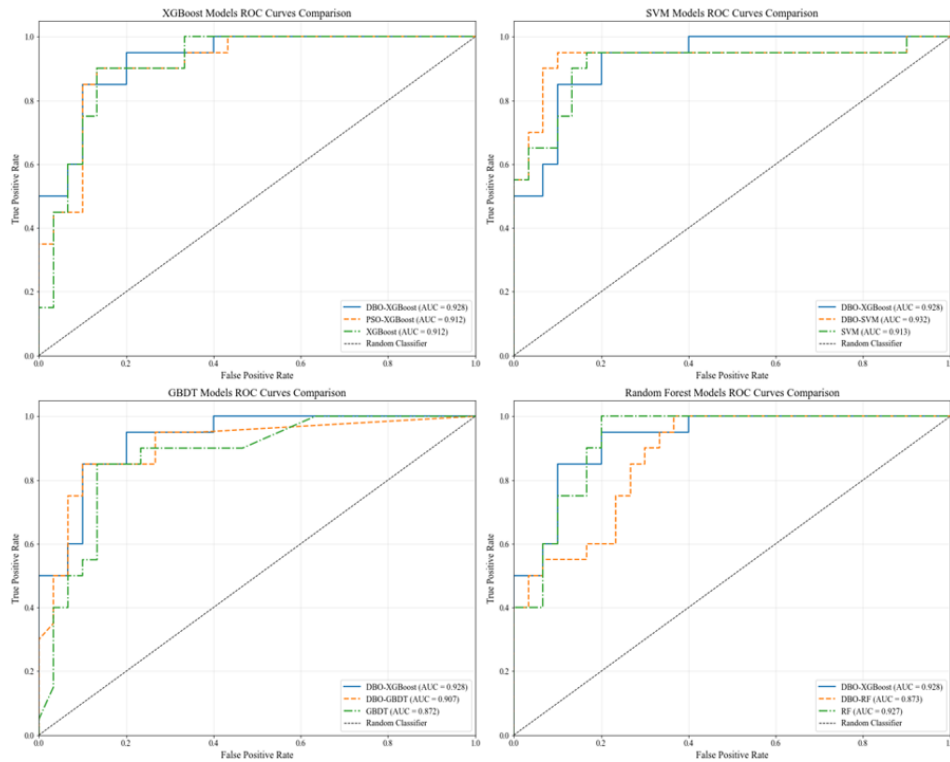 XGBoost Models ROC Curves Comparison
1.0
0.8
0.6
0.4
0.2
0.0
True Positive Rate
0.0 0.2 0.4 0.6 0.8 1.0
False Positive Rate
DBO-XGBoost (AUC = 0.928)
PSO-XGBoost (AUC = 0.912)
XGBoost (AUC = 0.912)
Random Classifier
SVM Models ROC Curves Comparison
1.0
0.8
0.6
0.4
0.2
0.0
True Positive Rate
0.0 0.2 0.4 0.6 0.8 1.0
False Positive Rate
DBO-XGBoost (AUC = 0.928)
DBO-SVM (AUC = 0.932)
SVM (AUC = 0.913)
Random Classifier
GBDT Models ROC Curves Comparison
1.0
0.8
0.6
0.4
0.2
0.0
True Positive Rate
0.0 0.2 0.4 0.6 0.8 1.0
False Positive Rate
DBO-XGBoost (AUC = 0.928)
DBO-GBDT (AUC = 0.907)
GBDT (AUC = 0.872)
Random Classifier
Random Forest Models ROC Curves Comparison
1.0
0.8
0.6
0.4
0.2
0.0
True Positive Rate
0.0 0.2 0.4 0.6 0.8 1.0
False Positive Rate
DBO-XGBoost (AUC = 0.928)
DBO-RF (AUC = 0.873)
RF (AUC = 0.927)
Random Classifier